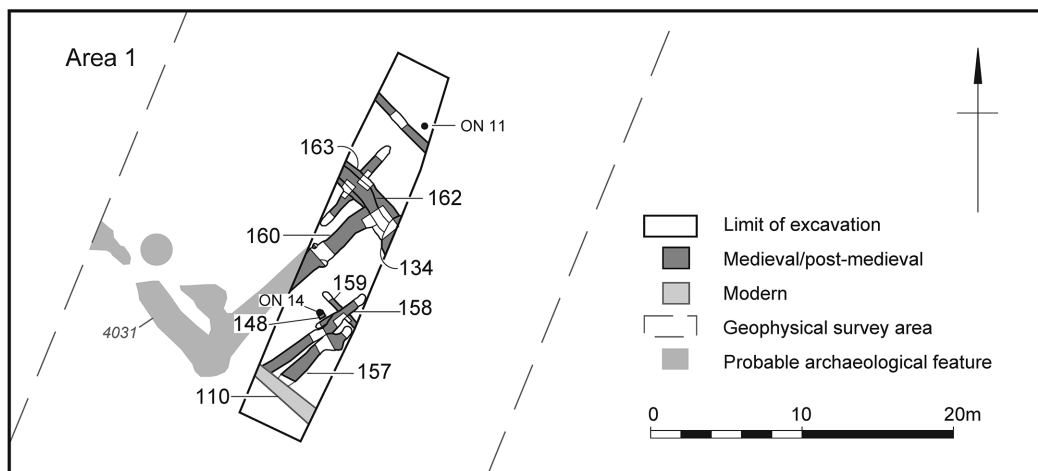 Area 1
ON 11
163
162
160
134
159
ON 14
158
148
4031
157
110
Limit of excavation
Medieval/post-medieval
Modern
Geophysical survey area
Probable archaeological feature
0 10 20m